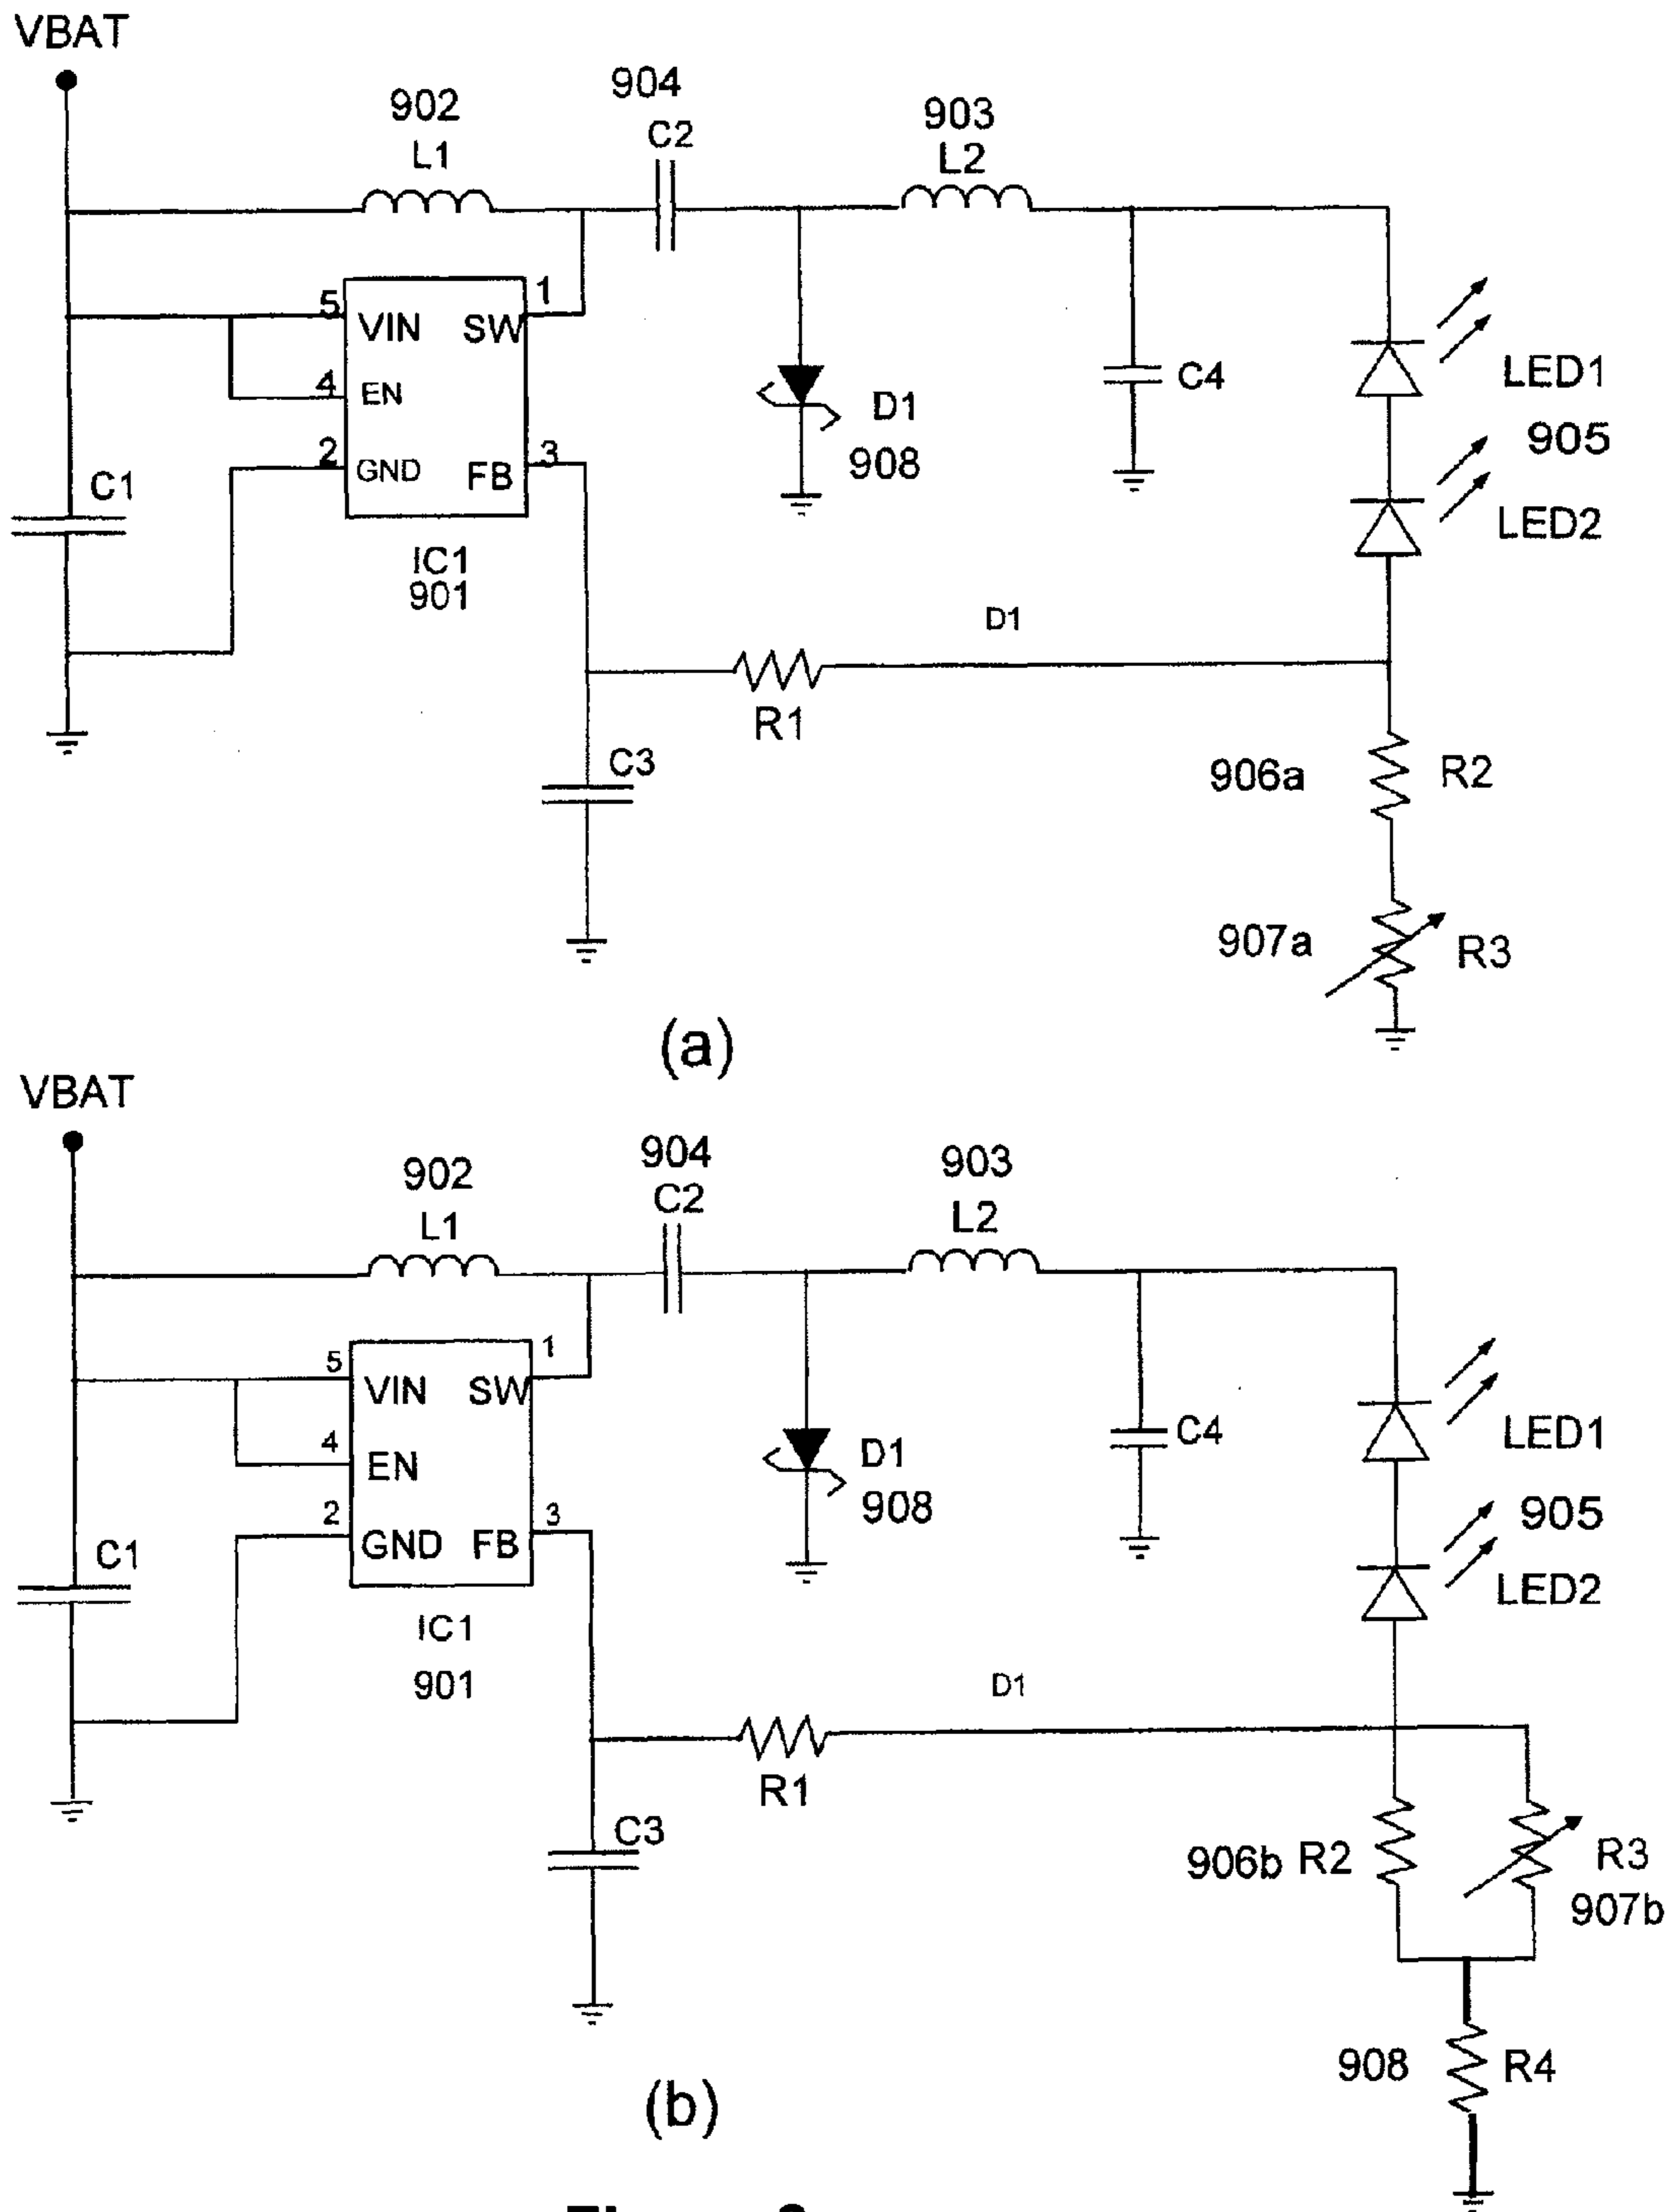 VBAT
902
L1
904
C2
903
L2
5
VIN
SW
1
4
EN
2
GND
FB
3
C1
IC1
901
D1
908
C4
LED1
905
LED2
D1
R1
C3
906a
R2
907a
R3
(a)
VBAT
902
L1
904
C2
903
L2
5
VIN
SW
1
4
EN
2
GND
FB
3
C1
IC1
901
D1
908
C4
LED1
905
LED2
D1
R1
C3
906b
R2
R3
907b
908
R4
(b)